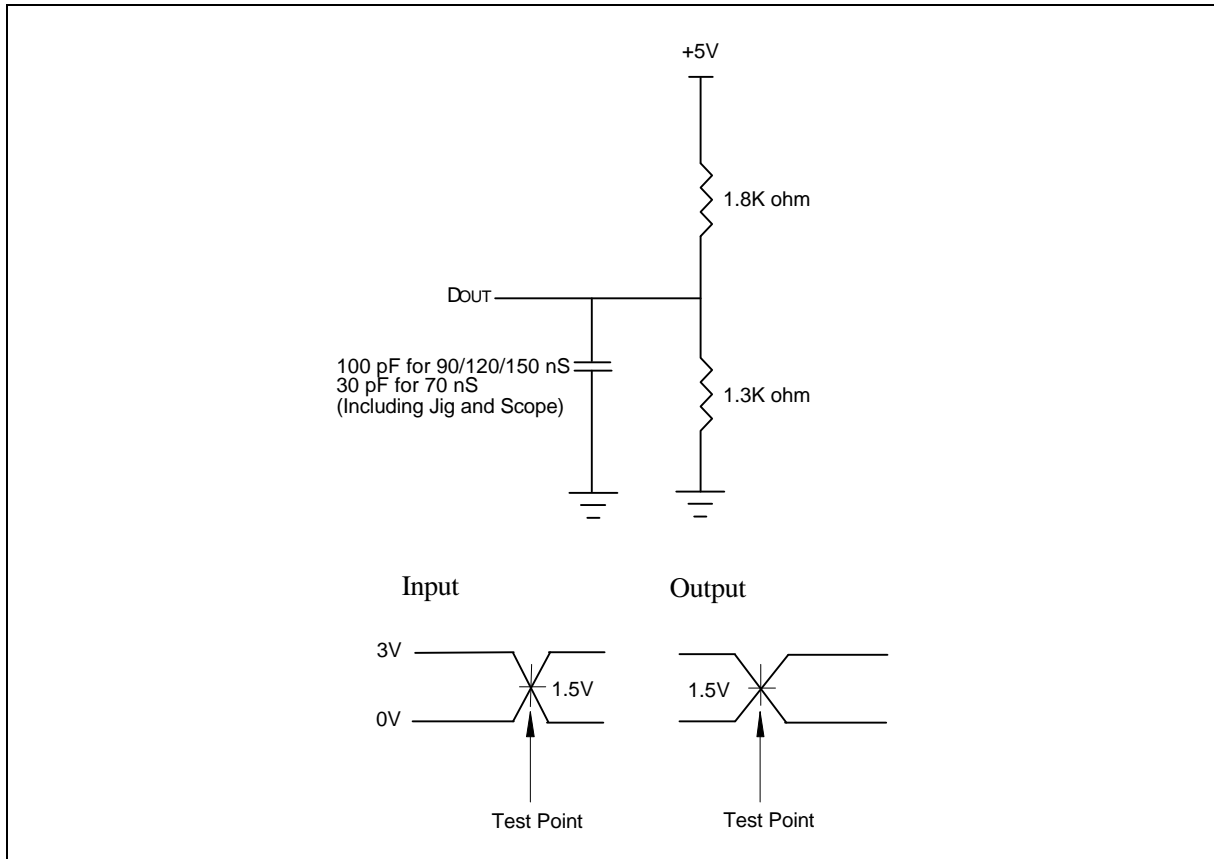 +5V
1.8K ohm
DOUT
100 pF for 90/120/150 nS
30 pF for 70 nS
(Including Jig and Scope)
1.3K ohm
Input
Output
3V
1.5V
1.5V
0V
Test Point
Test Point